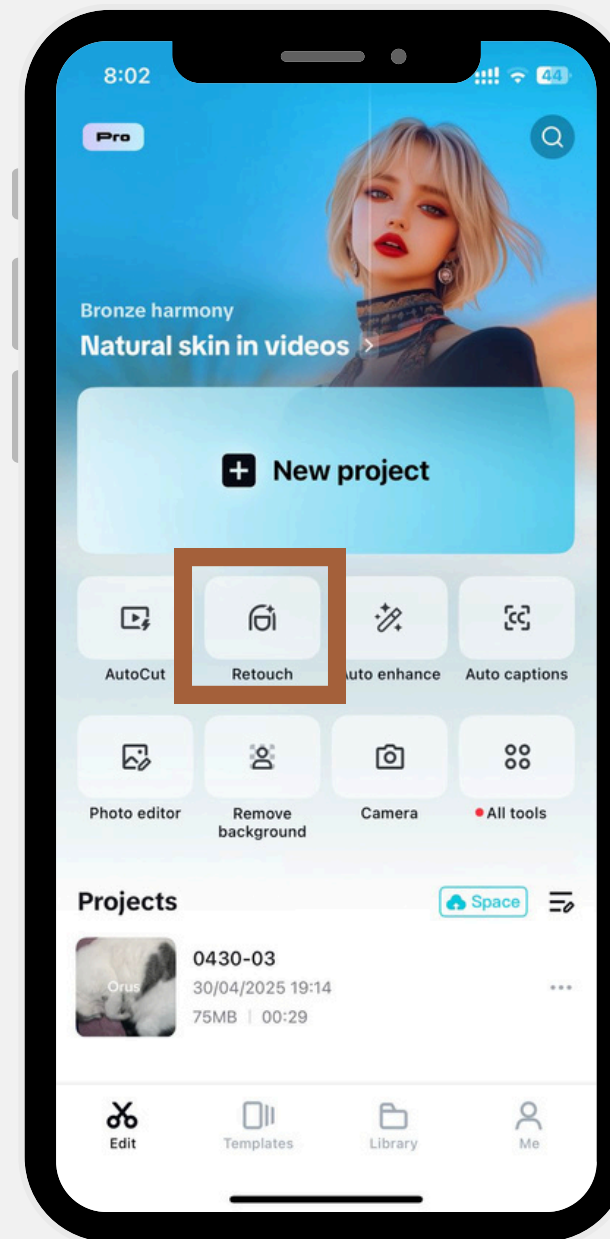 8:02
44
Pro
Bronze harmony
Natural skin in videos >
New project
AutoCut
Retouch
Auto enhance
Auto captions
Photo editor
Remove
background
Camera
All tools
Projects
Space
0430-03
Orus
30/04/2025 19:14
75MB | 00:29
Edit
Templates
Library
Me